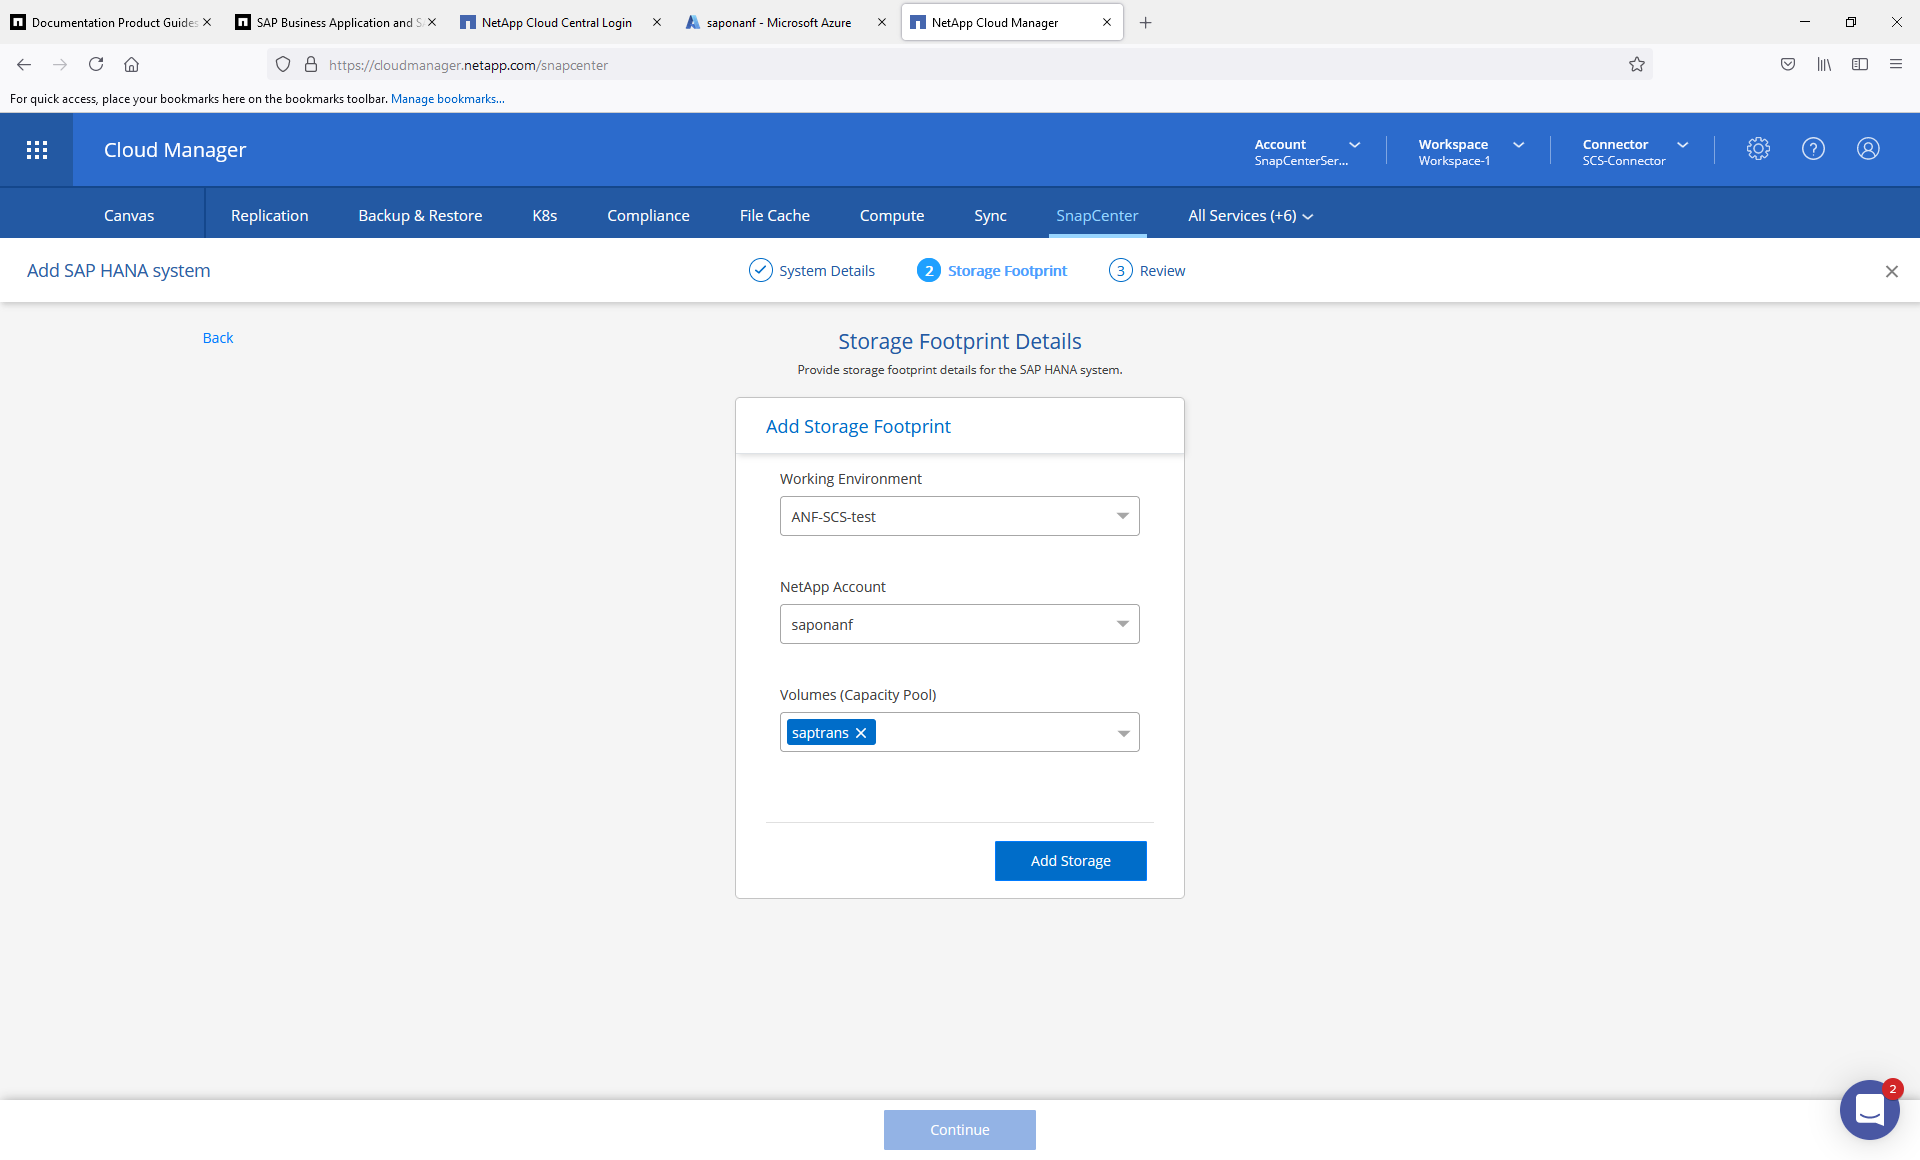 Documentation Product Guides
SAP Business Application and S
NetApp Cloud Central Login
saponanf - Microsoft Azure
NetApp Cloud Manager
https://cloudmanager.netapp.com/snapcenter
For quick access, place your bookmarks here on the bookmarks toolbar. Manage bookmarks...
Cloud Manager
Account
SnapCenterSer...
Workspace
Workspace-1
Connector
SCS-Connector
Canvas
Replication
Backup & Restore
K8s
Compliance
File Cache
Compute
Sync
SnapCenter
All Services (+6)
Add SAP HANA system
System Details
2 Storage Footprint
3 Review
Back
Storage Footprint Details
Provide storage footprint details for the SAP HANA system.
Add Storage Footprint
Working Environment
ANF-SCS-test
NetApp Account
saponanf
Volumes (Capacity Pool)
saptrans
Add Storage
2
Continue